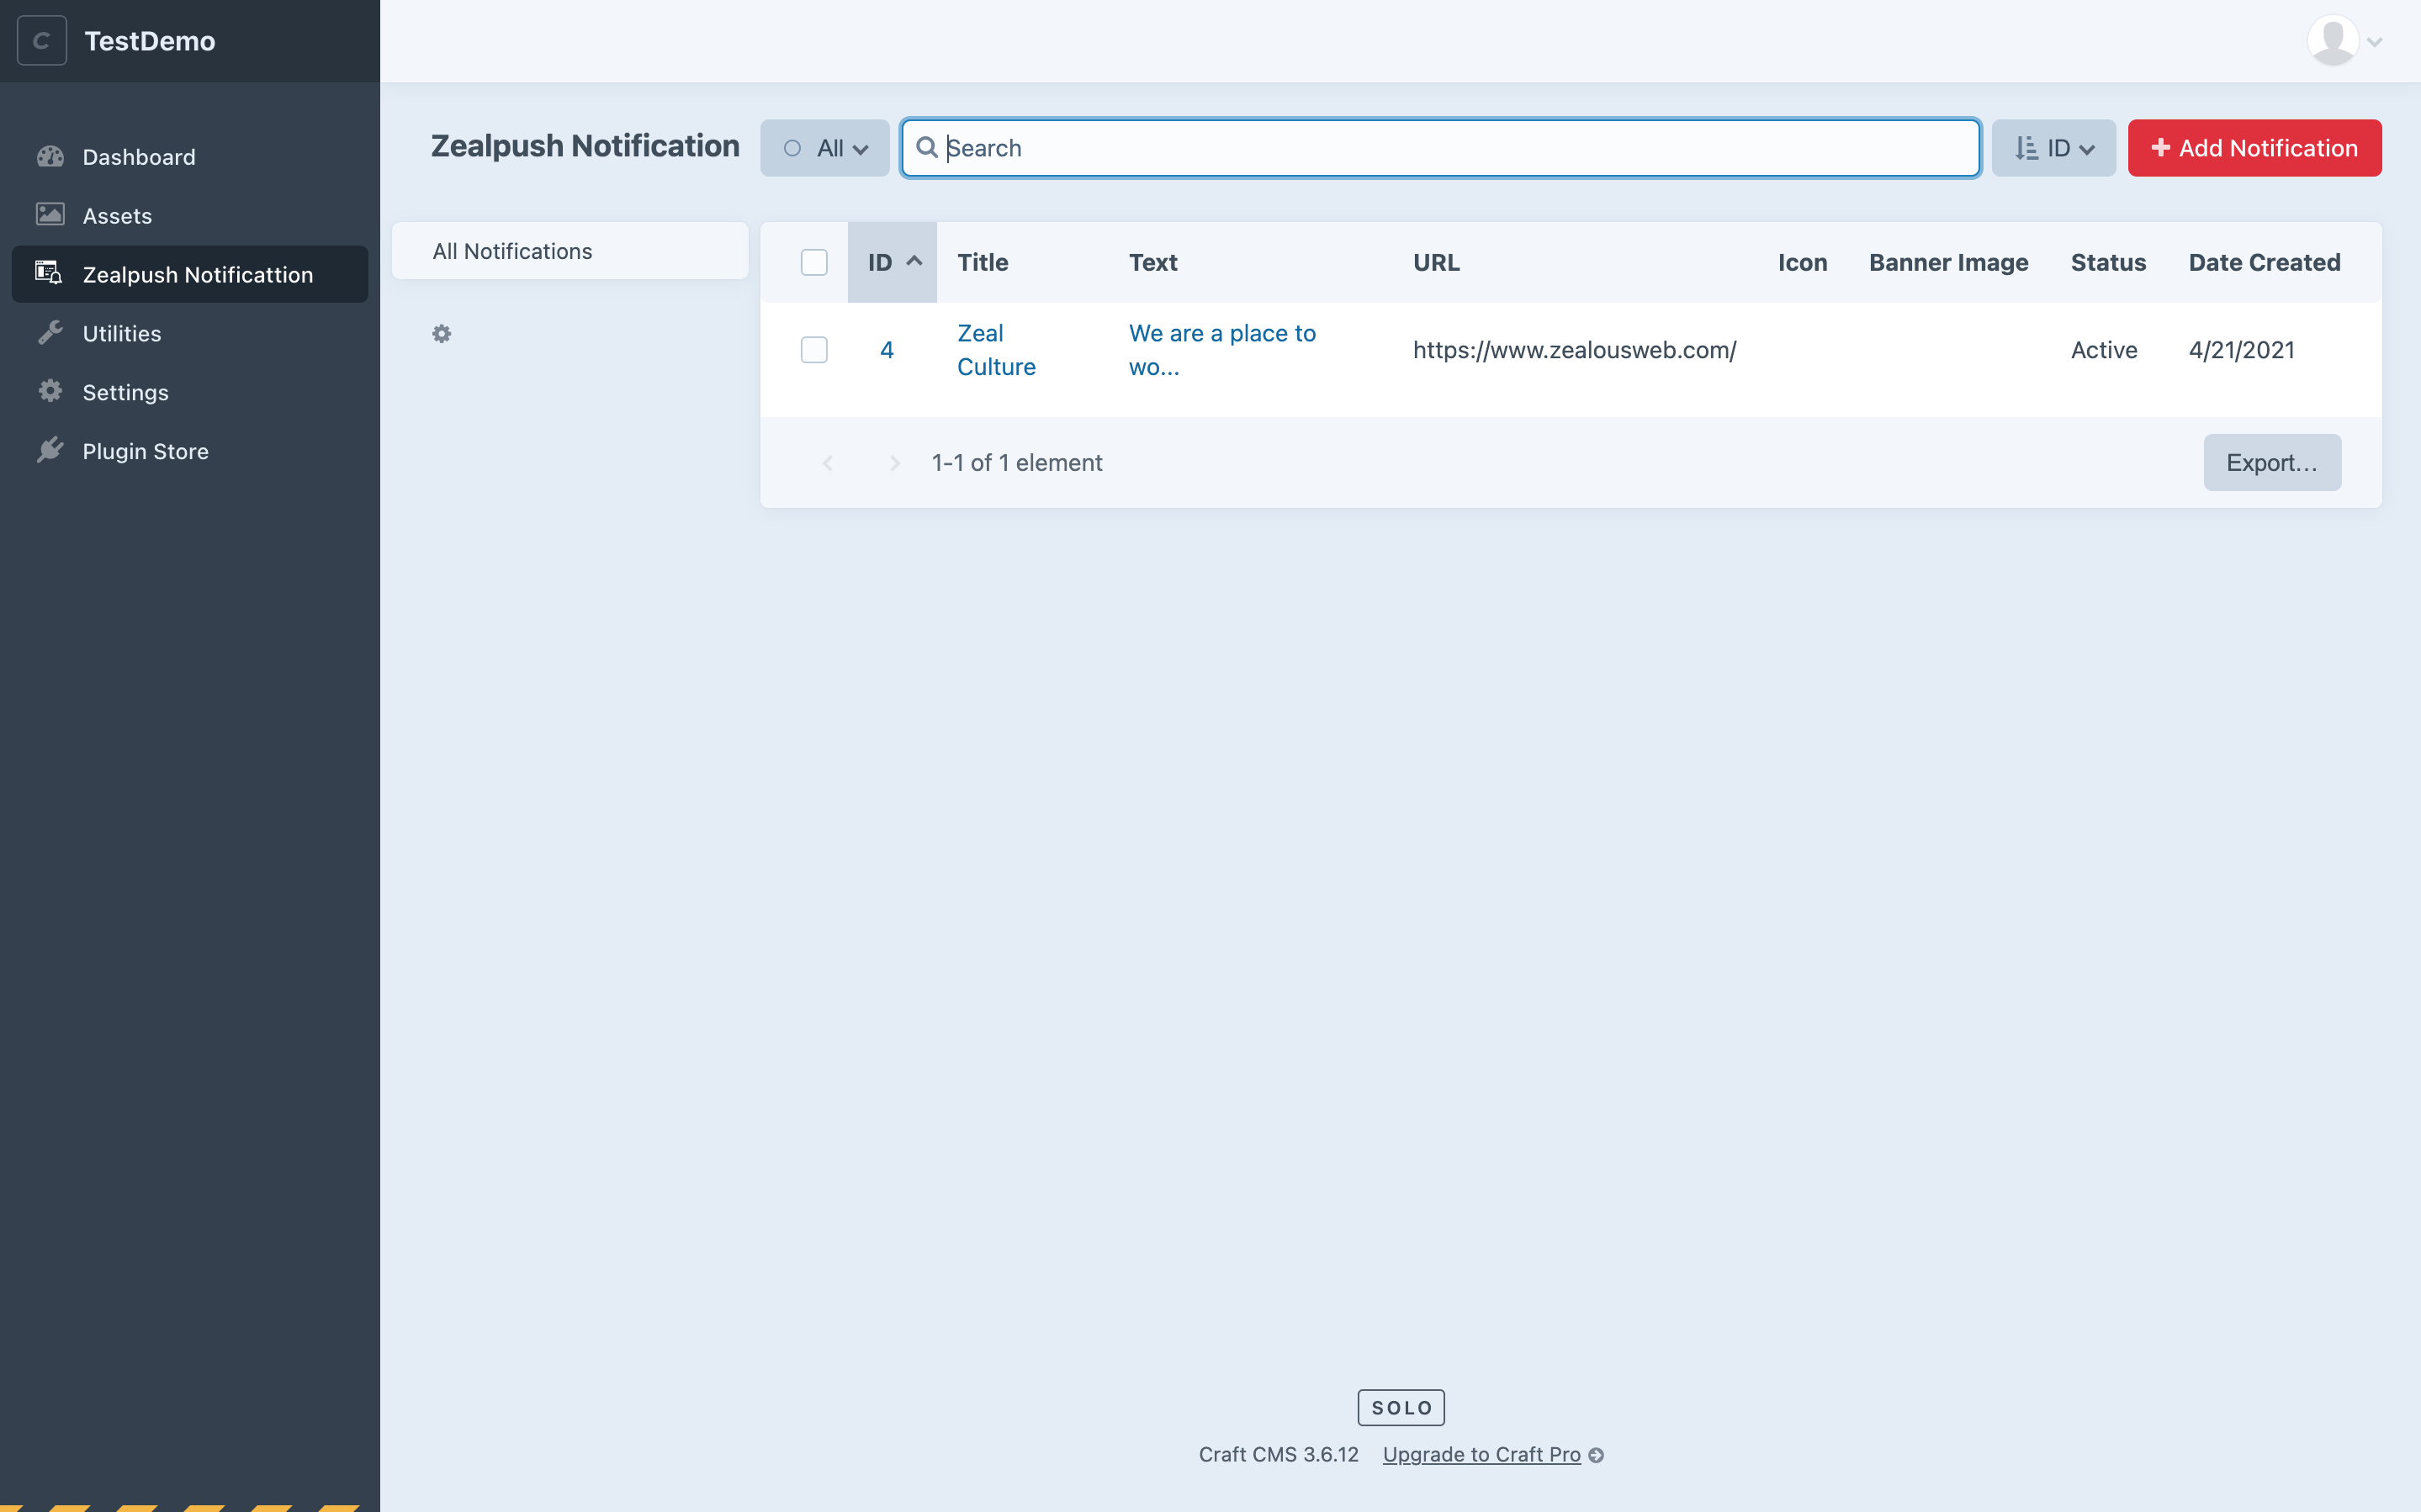 C TestDemo
Dashboard
Assets
Zealpush Notificattion
Utilities
Settings
Plugin Store
Zealpush Notification
All
Search
ID
Add Notification
All Notifications
ID Title Text URL Icon Banner Image Status Date Created
4 Zeal Culture We are a place to wo... https://www.zealousweb.com/ Active 4/21/2021
1-1 of 1 element
Export...
SOLO
Craft CMS 3.6.12 Upgrade to Craft Pro